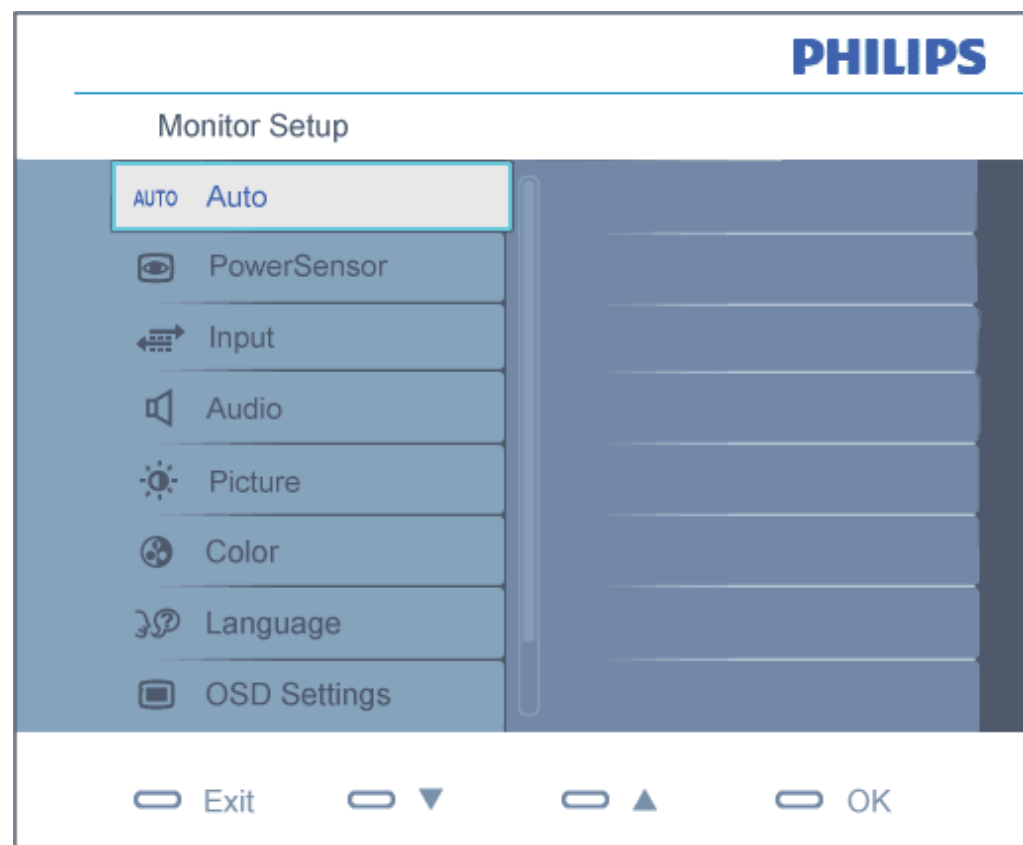 PHILIPS
Monitor Setup
AUTO Auto
PowerSensor
Input
Audio
Picture
Color
Language
OSD Settings
Exit ▼ ▲ OK